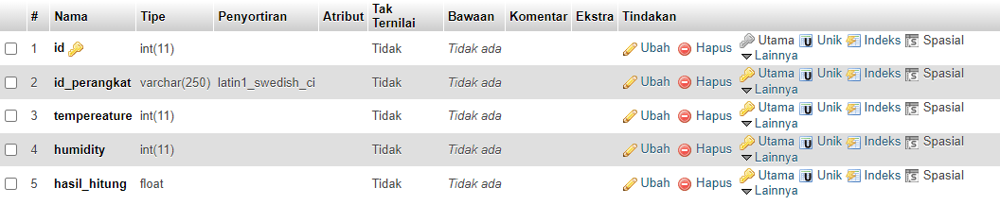 # Nama Tipe Penyortiran Atribut Tak Ternilai Bawaan Komentar Ekstra Tindakan
1 id int(11) Tidak Tidak ada Ubah Hapus Utama Unik Indeks Spasial
Lainnya
2 id_perangkat varchar(250) latin1_swedish_ci Tidak Tidak ada Ubah Hapus Utama Unik Indeks Spasial
Lainnya
3 tempereature int(11) Tidak Tidak ada Ubah Hapus Utama Unik Indeks Spasial
Lainnya
4 humidity int(11) Tidak Tidak ada Ubah Hapus Utama Unik Indeks Spasial
Lainnya
5 hasil_hitung float Tidak Tidak ada Ubah Hapus Utama Unik Indeks Spasial
Lainnya